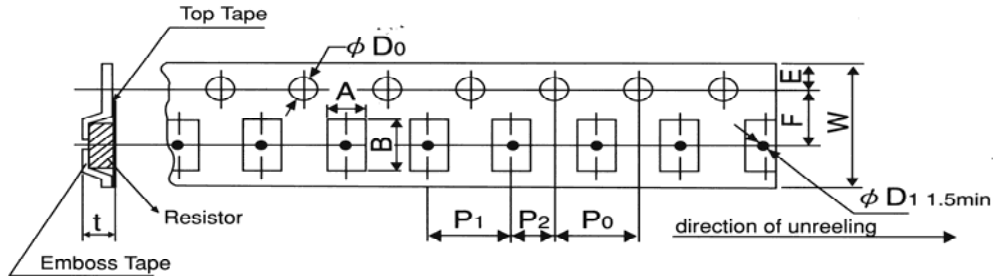 Top Tape
φ D0
A
B
E
F
W
φ D1 1.5min
t
Resistor
P1
P2
P0
direction of unreeling
Emboss Tape